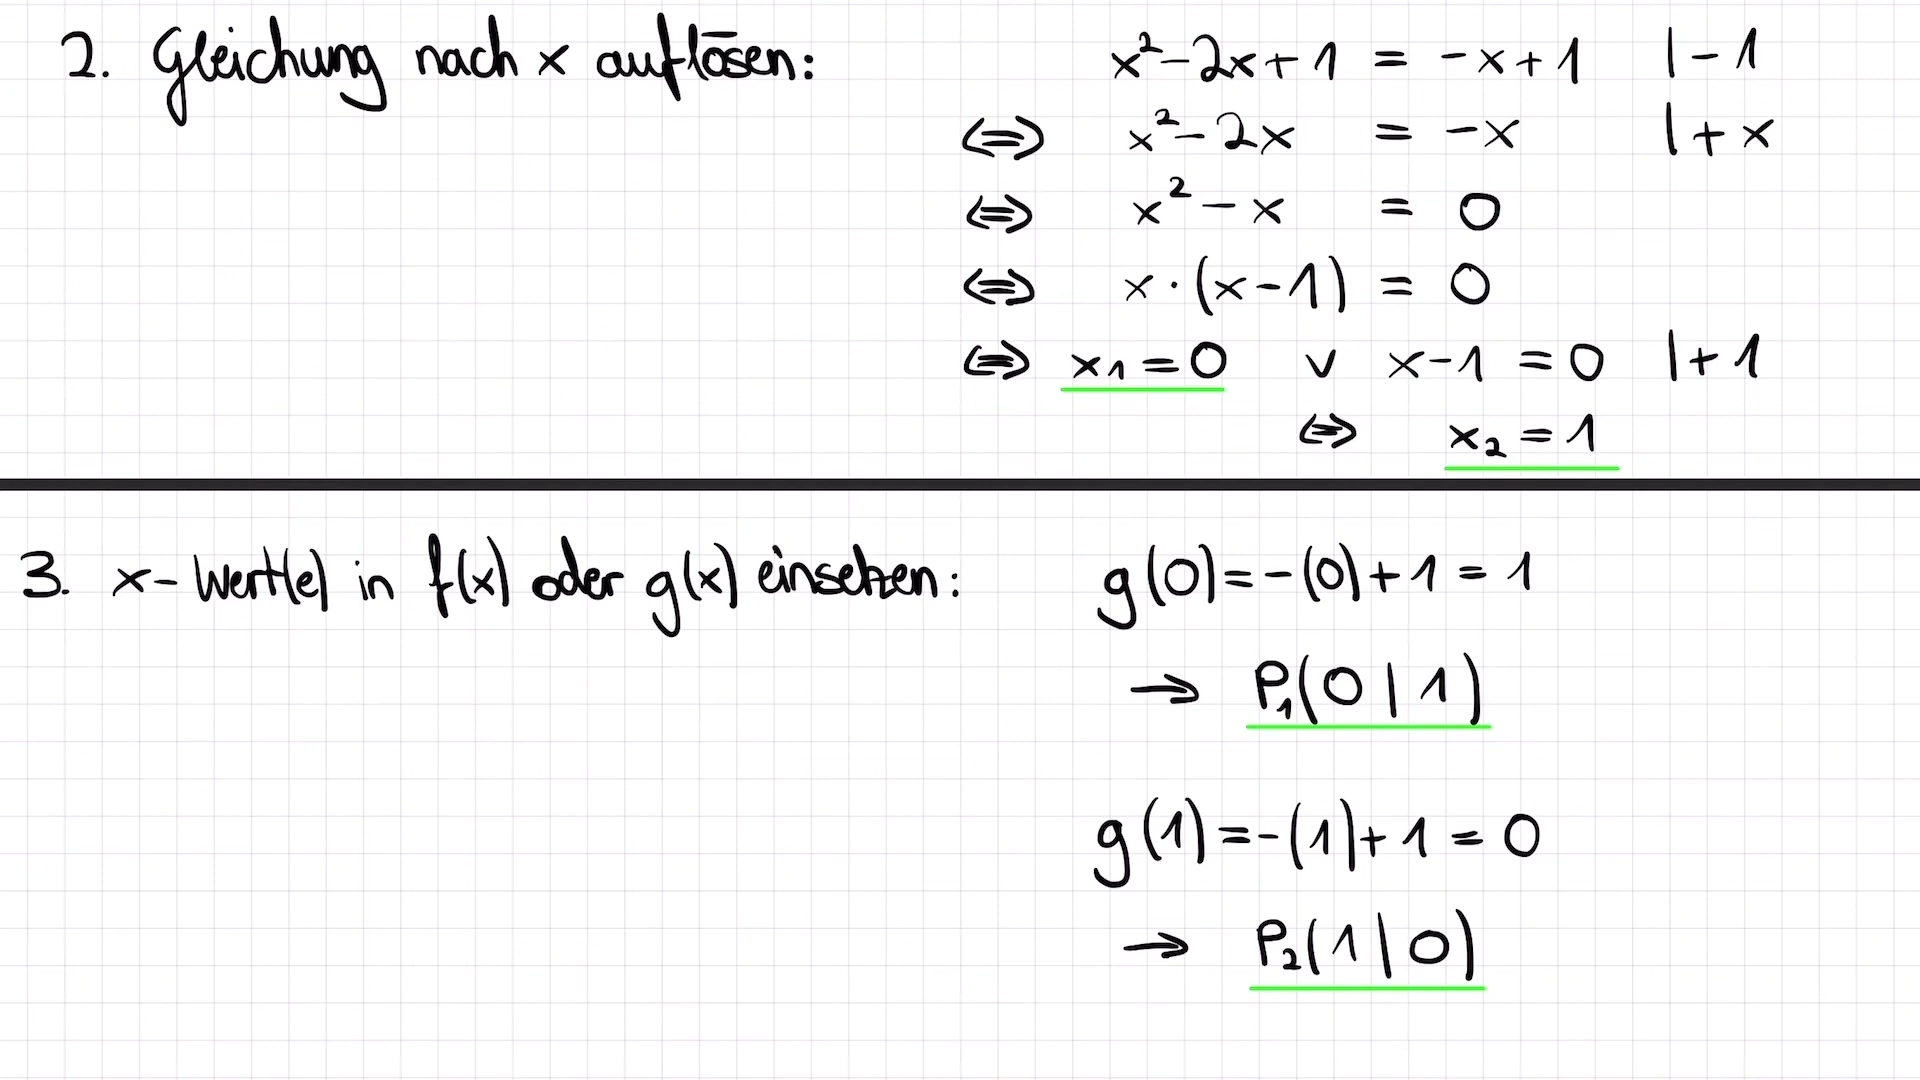 2. Gleichung nach x auflösen: x²-2x+1 = -x+1 |-1
⇔ x²-2x = -x |+x
⇔ x²-x = 0
⇔ x·(x-1) = 0
⇔ x₁=0 ∨ x-1=0 |+1
⇔ x₂=1
3. x-Wert(e) in f(x) oder g(x) einsetzen: g(0)=-(0)+1=1
→ P₁(0|1)
g(1)=-(1)+1=0
→ P₂(1|0)